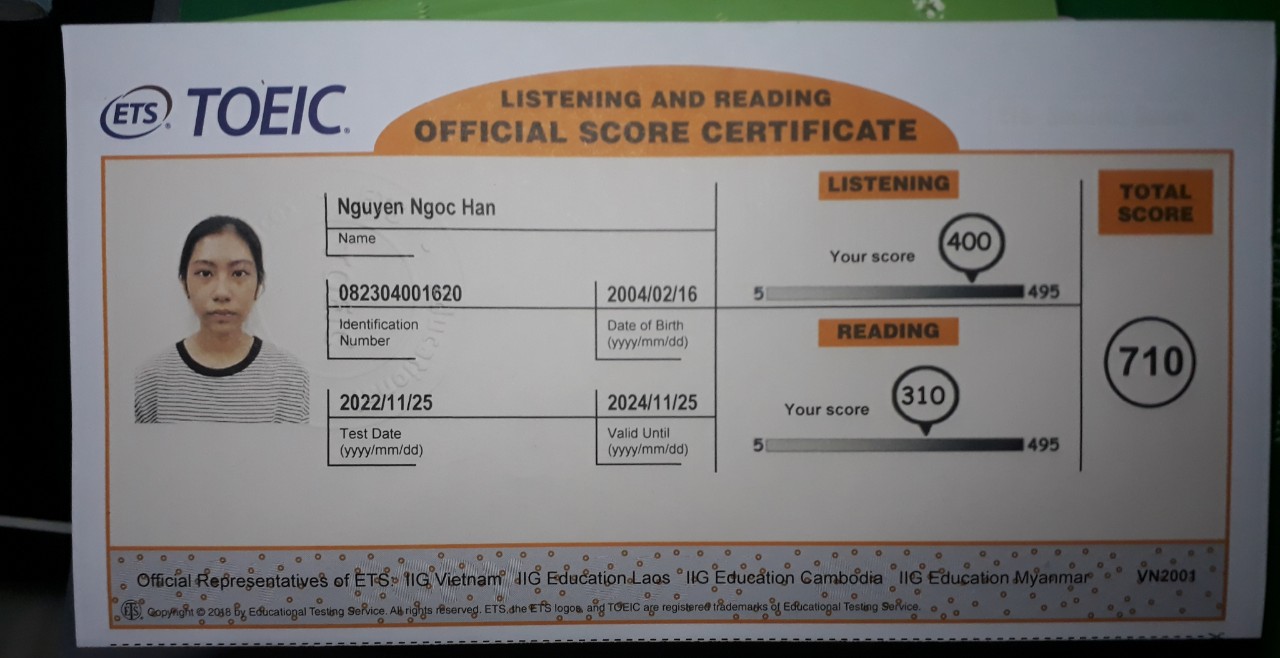 ETS® TOEIC®
LISTENING AND READING
OFFICIAL SCORE CERTIFICATE
Nguyen Ngoc Han
Name
082304001620
Identification
Number
2004/02/16
Date of Birth
(yyyy/mm/dd)
2022/11/25
Test Date
(yyyy/mm/dd)
2024/11/25
Valid Until
(yyyy/mm/dd)
LISTENING
Your score 400
5 495
READING
Your score 310
5 495
TOTAL
SCORE
710
Official Representatives of ETS: IIG Vietnam IIG Education Laos IIG Education Cambodia IIG Education Myanmar VN2001
ETS. Copyright © 2018 by Educational Testing Service. All rights reserved. ETS, the ETS logos, and TOEIC are registered trademarks of Educational Testing Service.